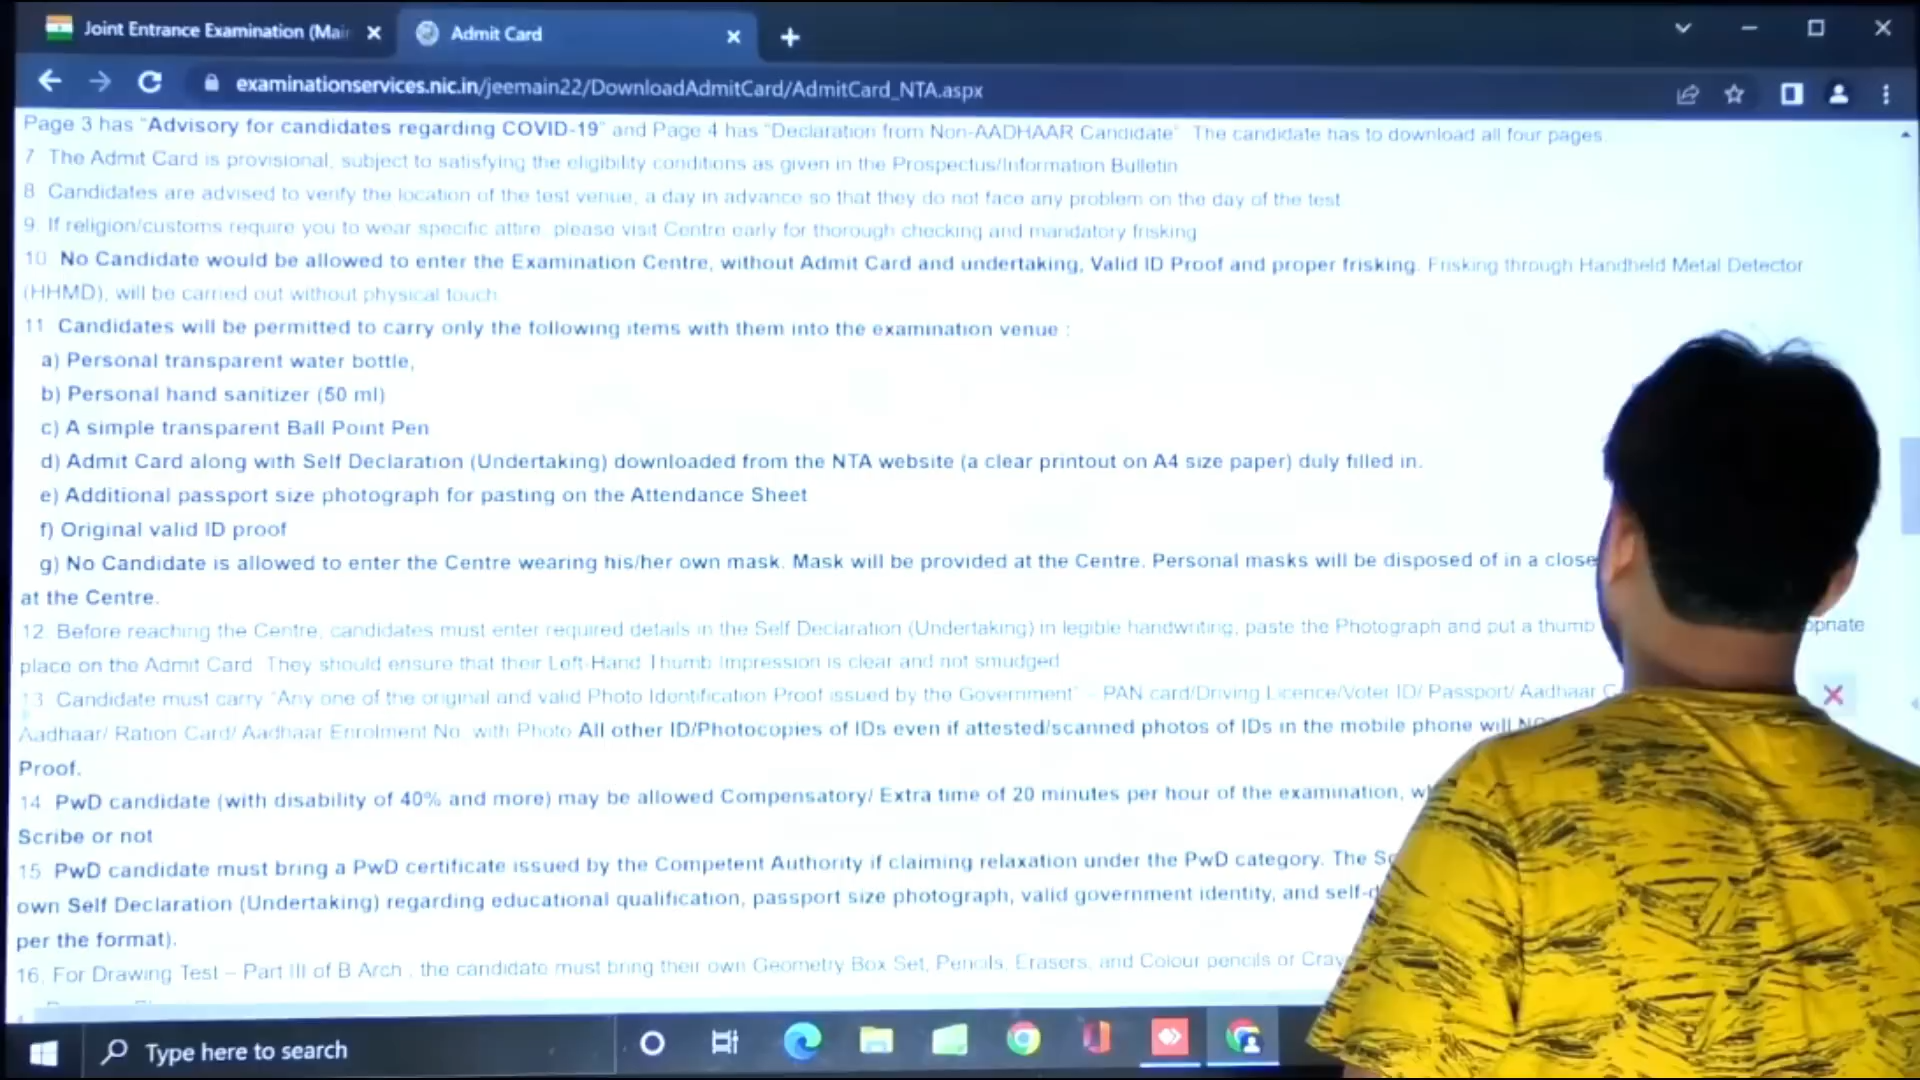 Joint Entrance Examination (Mai
Admit Card
examinationservices.nic.in/jeemain22/DownloadAdmitCard/AdmitCard_NTA.aspx
Page 3 has "Advisory for candidates regarding COVID-19" and Page 4 has "Declaration from Non-AADHAAR Candidate". The candidate has to download all four pages.
7. The Admit Card is provisional, subject to satisfying the eligibility conditions as given in the Prospectus/Information Bulletin
8. Candidates are advised to verify the location of the test venue, a day in advance so that they do not face any problem on the day of the test
9. If religion/customs require you to wear specific attire, please visit Centre early for thorough checking and mandatory frisking
10. No Candidate would be allowed to enter the Examination Centre, without Admit Card and undertaking, Valid ID Proof and proper frisking. Frisking through Handheld Metal Detector
(HHMD), will be carried out without physical touch.
11. Candidates will be permitted to carry only the following items with them into the examination venue :
a) Personal transparent water bottle,
b) Personal hand sanitizer (50 ml)
c) A simple transparent Ball Point Pen
d) Admit Card along with Self Declaration (Undertaking) downloaded from the NTA website (a clear printout on A4 size paper) duly filled in.
e) Additional passport size photograph for pasting on the Attendance Sheet
f) Original valid ID proof
g) No Candidate is allowed to enter the Centre wearing his/her own mask. Mask will be provided at the Centre. Personal masks will be disposed of in a close
at the Centre.
12. Before reaching the Centre, candidates must enter required details in the Self Declaration (Undertaking) in legible handwriting, paste the Photograph and put a thumb opriate
place on the Admit Card. They should ensure that their Left-Hand Thumb Impression is clear and not smudged
13. Candidate must carry "Any one of the original and valid Photo Identification Proof issued by the Government" - PAN card/Driving Licence/Voter ID/ Passport/ Aadhaar C
Aadhaar/ Ration Card/ Aadhaar Enrolment No. with Photo All other ID/Photocopies of IDs even if attested/scanned photos of IDs in the mobile phone will NO
Proof.
14. PwD candidate (with disability of 40% and more) may be allowed Compensatory/ Extra time of 20 minutes per hour of the examination, w
Scribe or not
15. PwD candidate must bring a PwD certificate issued by the Competent Authority if claiming relaxation under the PwD category. The Sc
own Self Declaration (Undertaking) regarding educational qualification, passport size photograph, valid government identity, and self-d
per the format).
16. For Drawing Test – Part III of B Arch , the candidate must bring their own Geometry Box Set, Pencils, Erasers, and Colour pencils or Cray
Type here to search